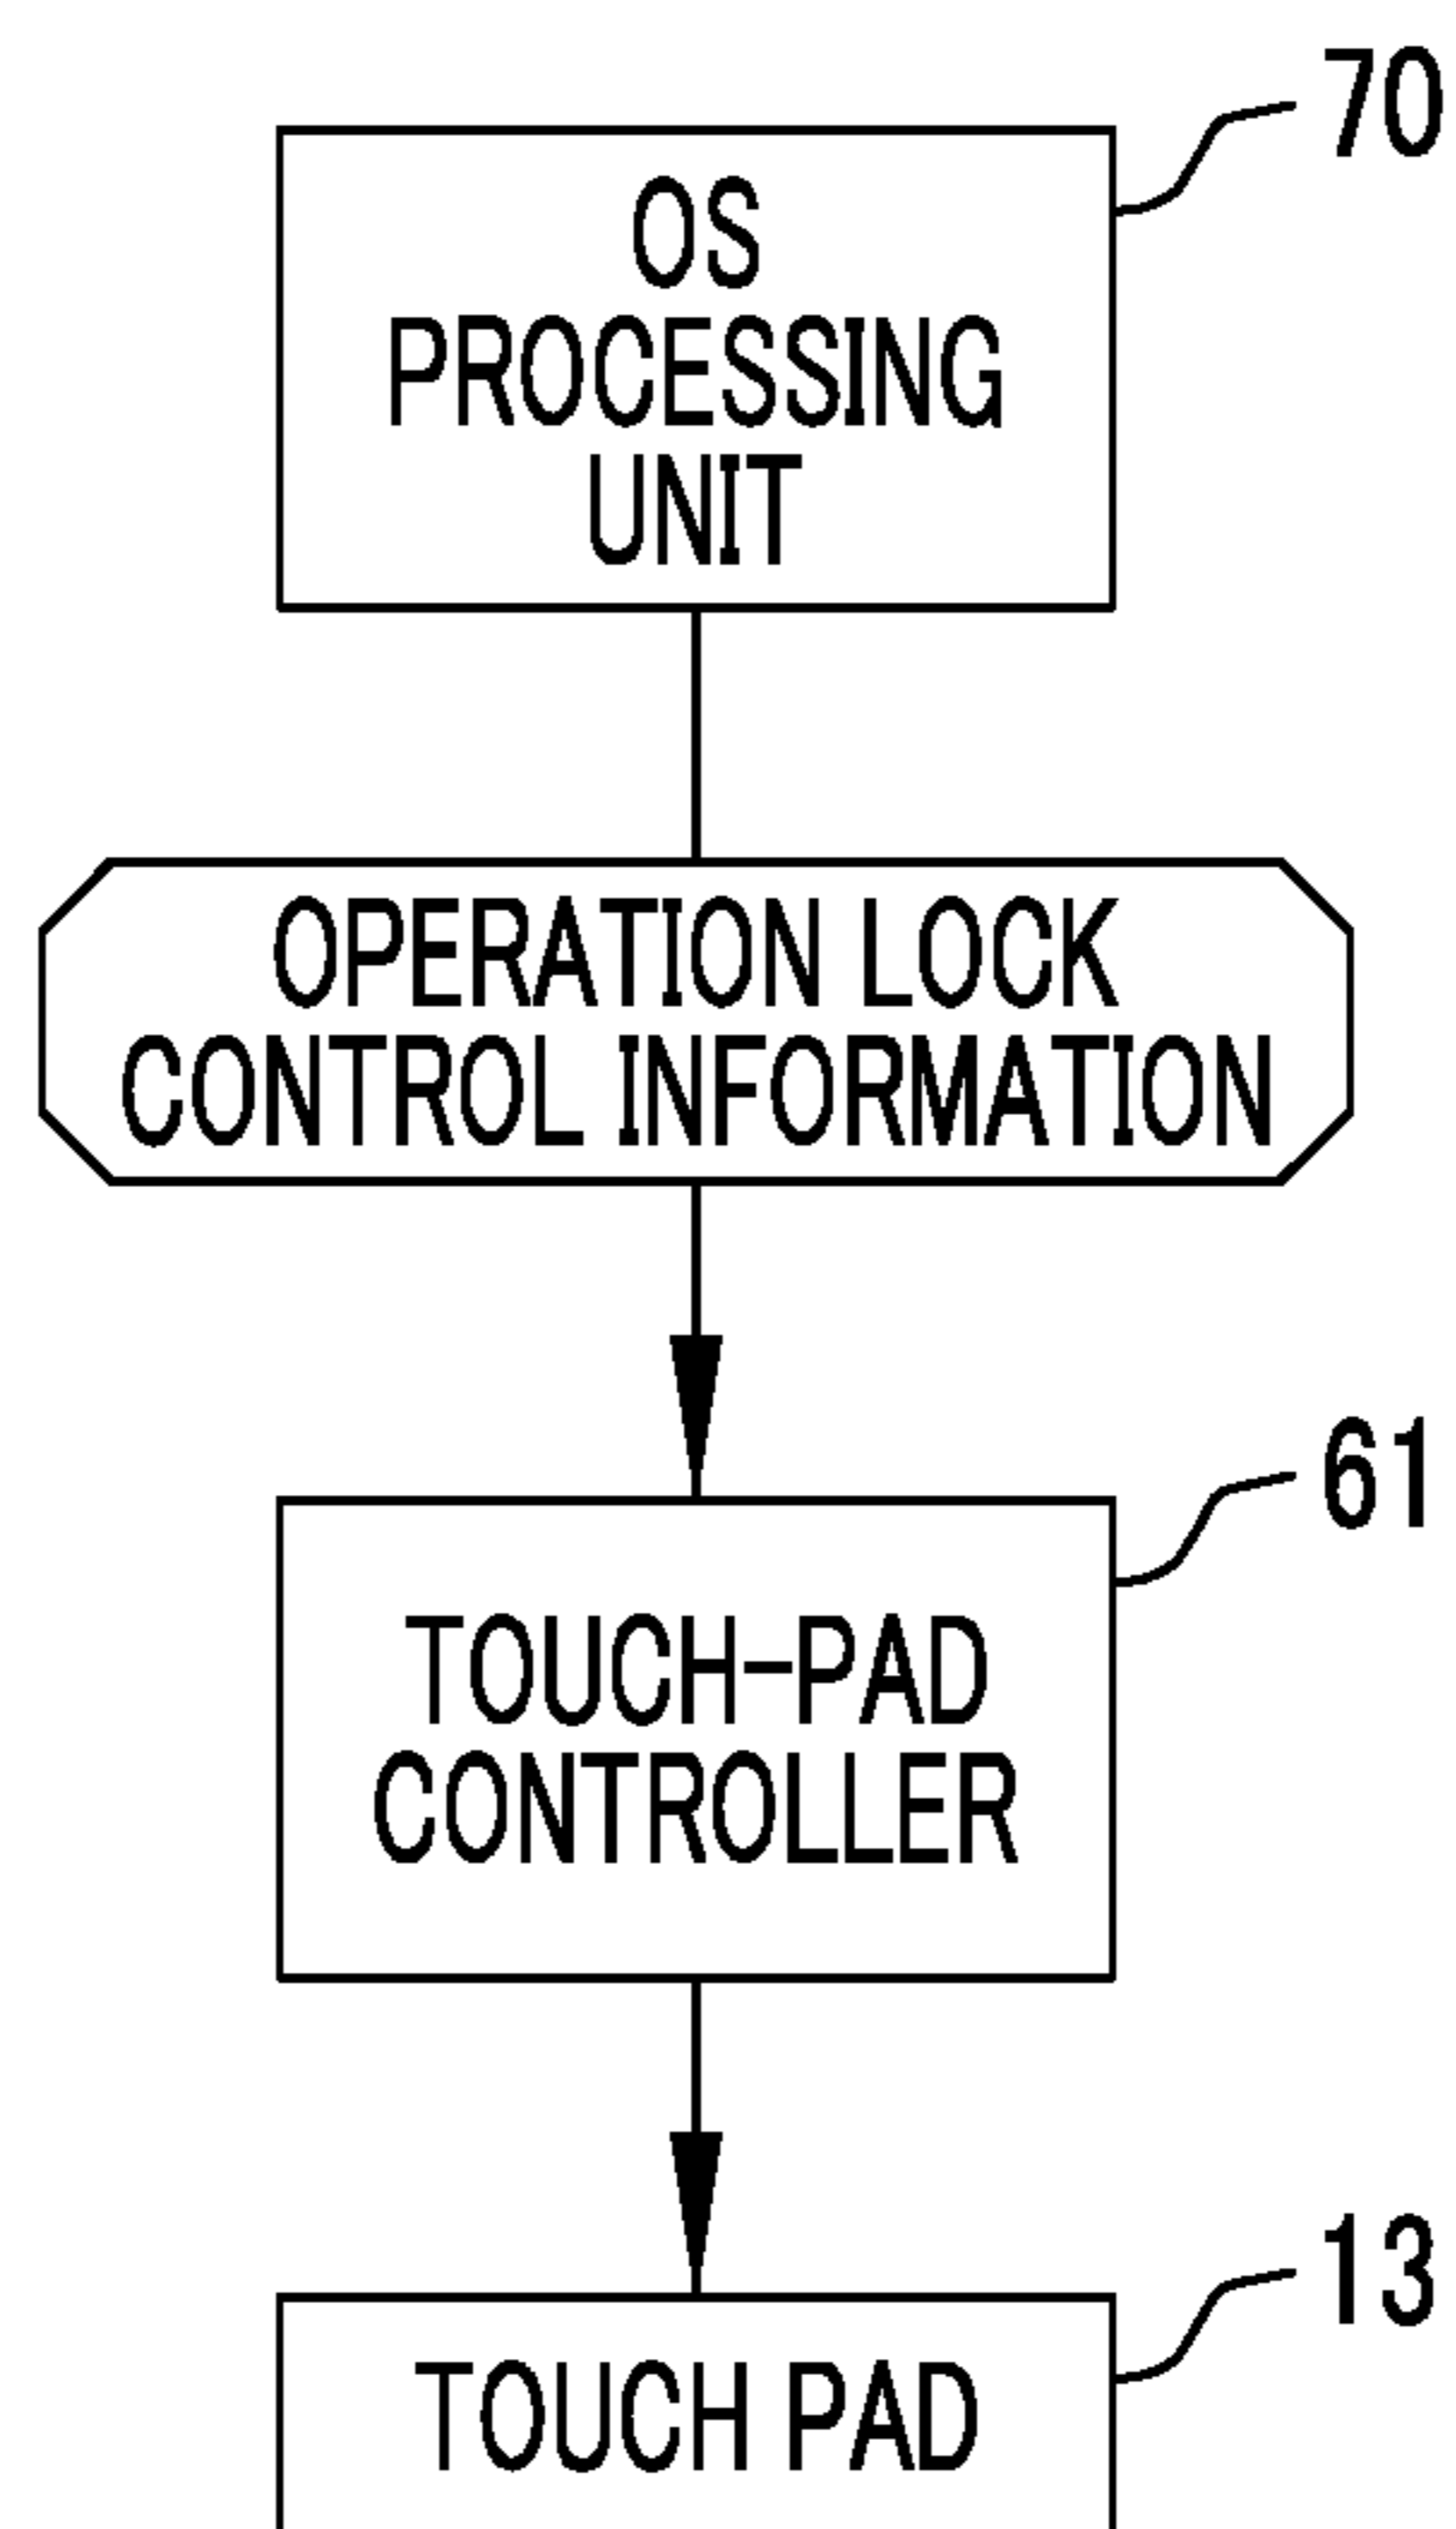 70
OS
PROCESSING
UNIT
OPERATION LOCK
CONTROL INFORMATION
61
TOUCH-PAD
CONTROLLER
13
TOUCH PAD